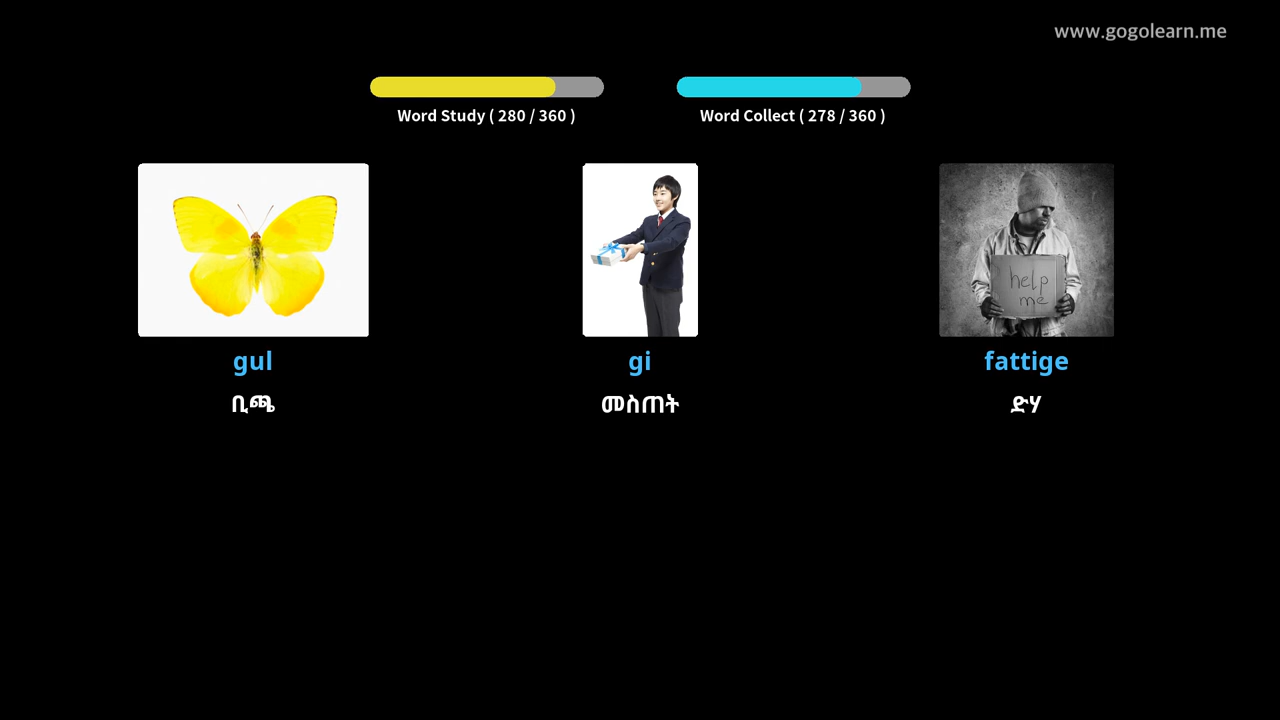 www.gogolearn.me
Word Study ( 280 / 360 )
Word Collect ( 278 / 360 )
help
me
gul
gi
fattige
ቢጫ
መስጠት
ድሃ